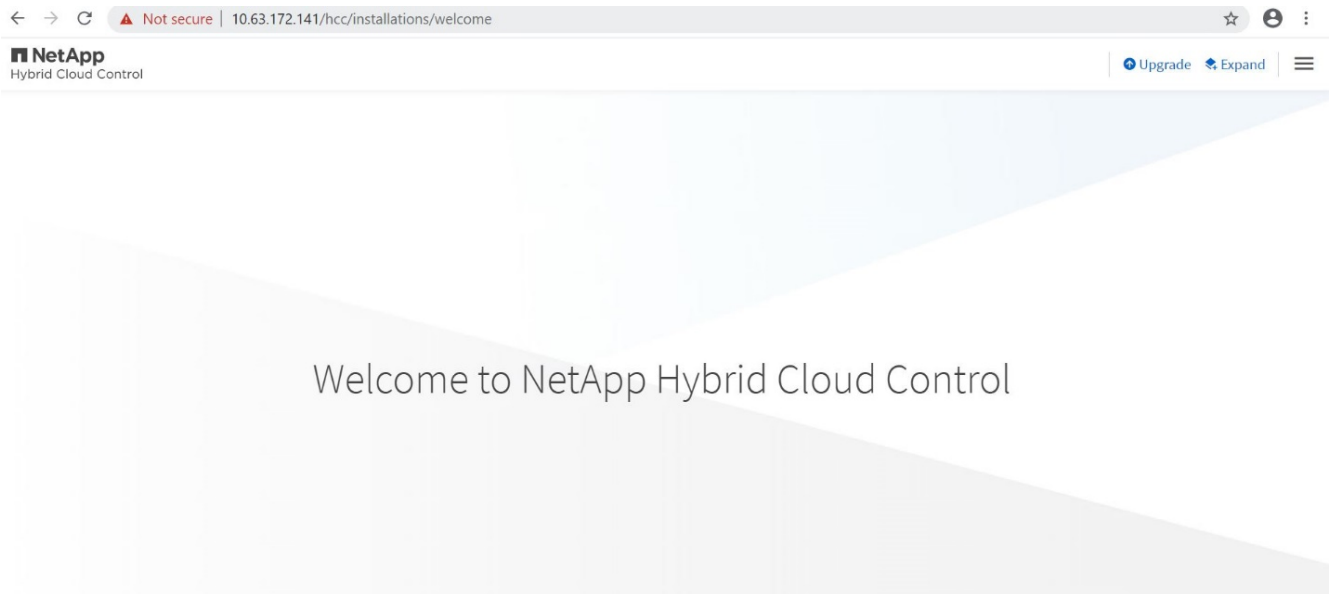 Not secure | 10.63.172.141/hcc/installations/welcome
NetApp
Hybrid Cloud Control
Upgrade Expand
Welcome to NetApp Hybrid Cloud Control